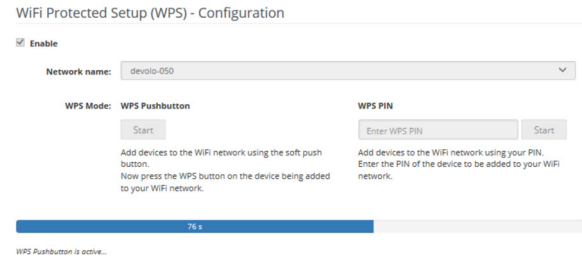 WiFi Protected Setup (WPS) - Configuration
Enable
Network name: devolo-050
WPS Mode: WPS Pushbutton WPS PIN
Start Enter WPS PIN Start
Add devices to the WiFi network using the soft push
button.
Now press the WPS button on the device being added
to your WiFi network.
Add devices to the WiFi network using your PIN.
Enter the PIN of the device to be added to your WiFi
network.
76 s
WPS Pushbutton is active...